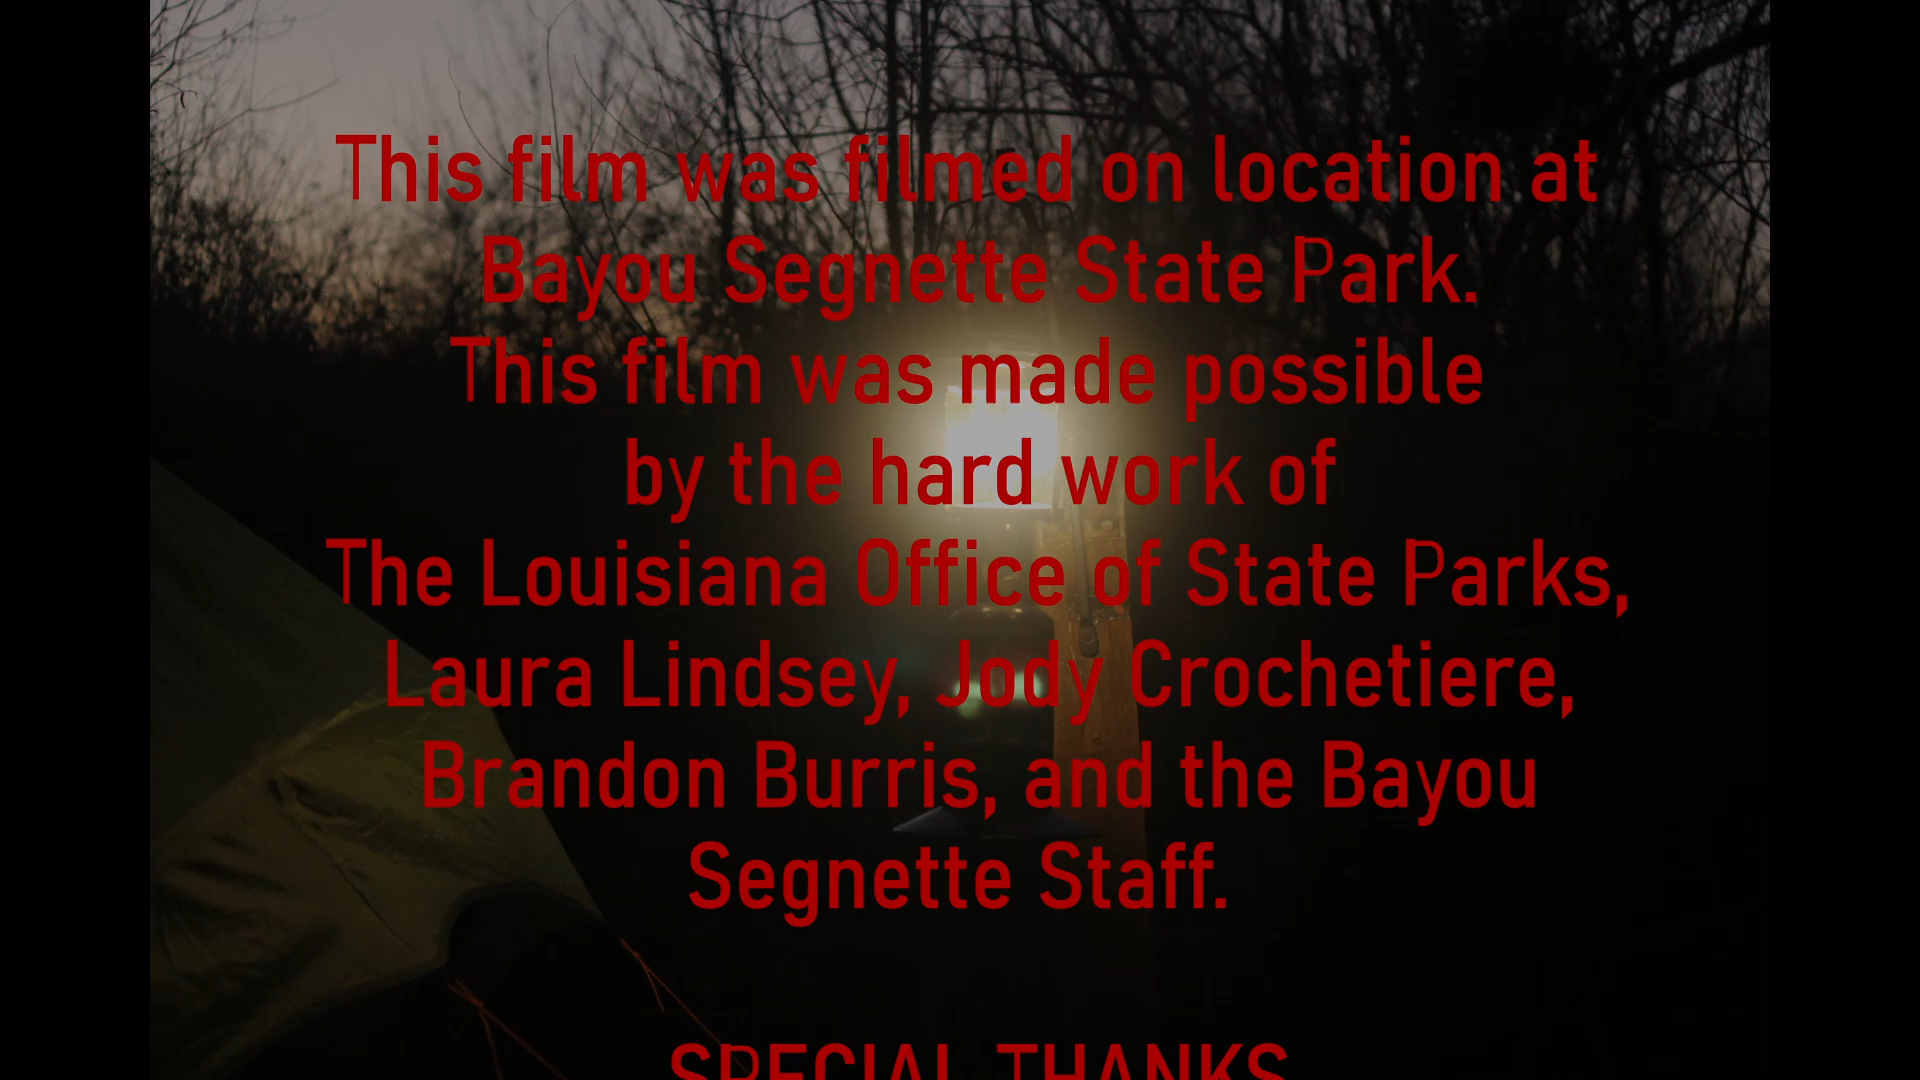 This film was filmed on location at
Bayou Segnette State Park.
This film was made possible
by the hard work of
The Louisiana Office of State Parks,
Laura Lindsey, Jody Crochetiere,
Brandon Burris, and the Bayou
Segnette Staff.
SPECIAL THANKS